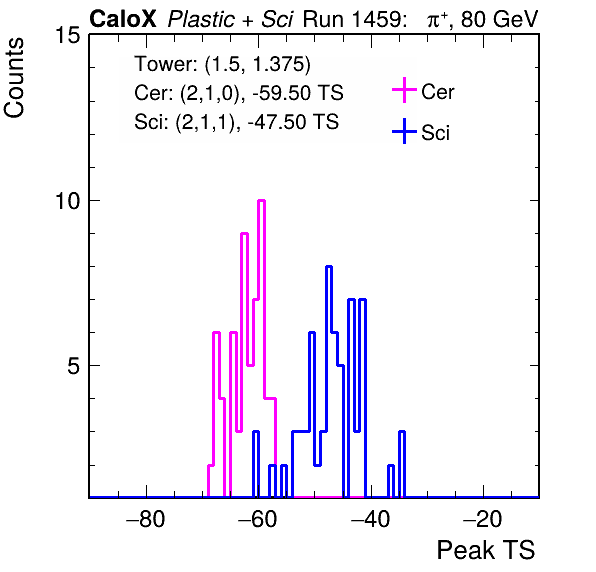 CaloX Plastic + Sci Run 1459: π⁺, 80 GeV
Counts
15
10
5
Tower: (1.5, 1.375)
Cer: (2,1,0), -59.50 TS
Sci: (2,1,1), -47.50 TS
Cer
Sci
−80 −60 −40 −20
Peak TS